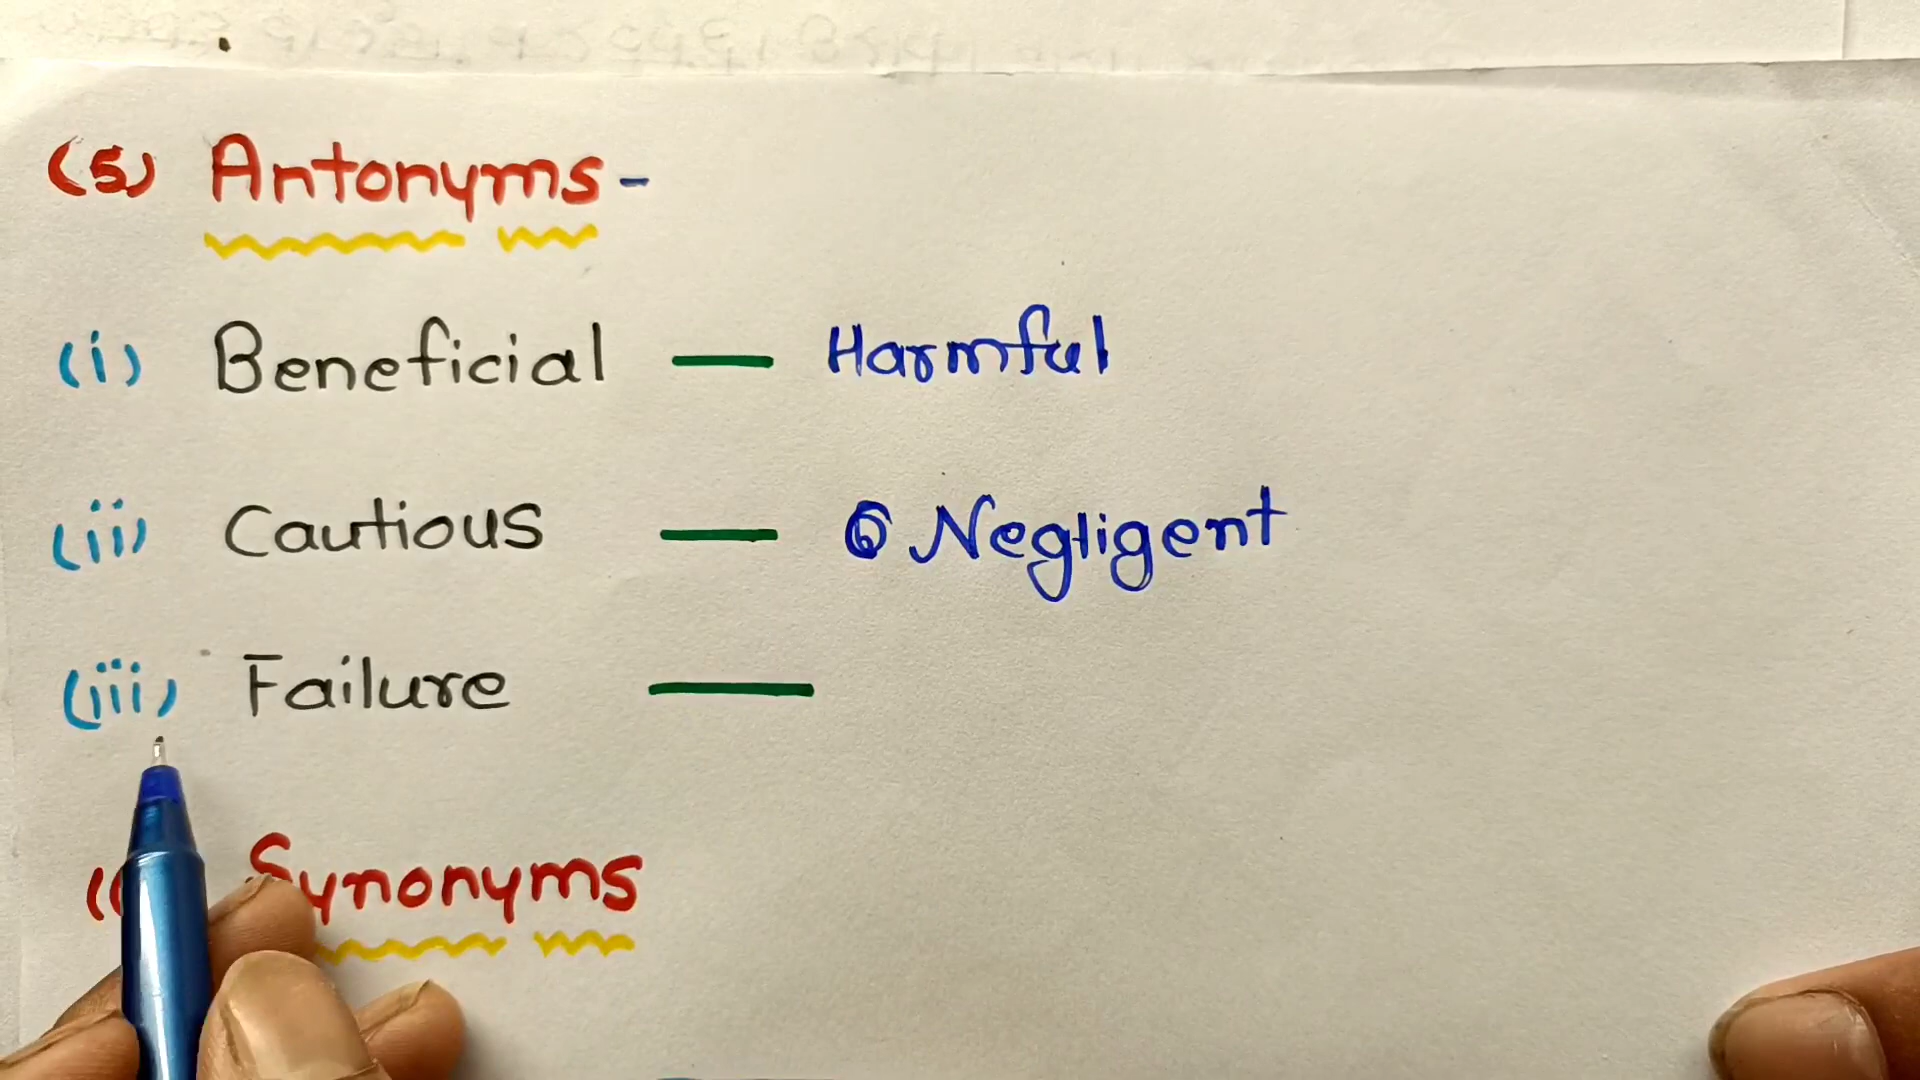 (5) Antonyms -
(i) Beneficial — Harmful
(ii) Cautious — Negligent
(iii) Failure —
Synonyms